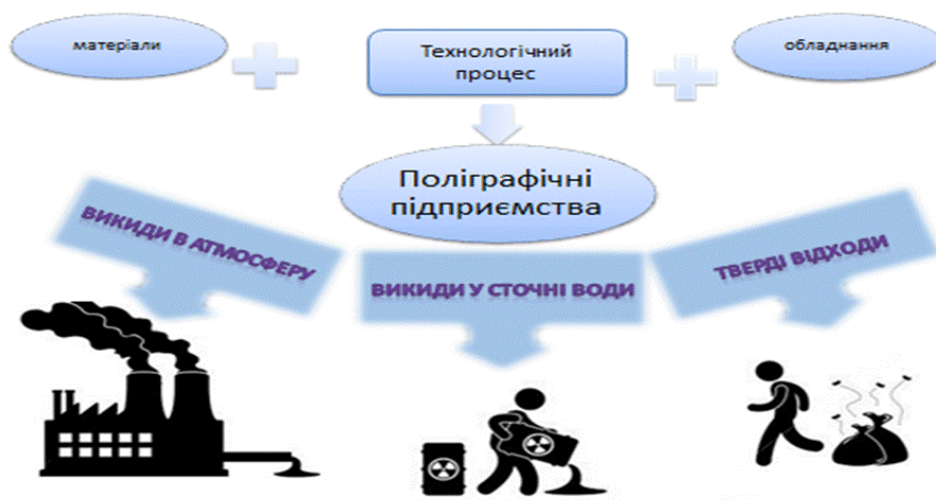 матеріали
Технологічний
процес
обладнання
Поліграфічні
підприємства
ВИКИДИ В АТМОСФЕРУ
ВИКИДИ У СТОЧНІ ВОДИ
ТВЕРДІ ВІДХОДИ